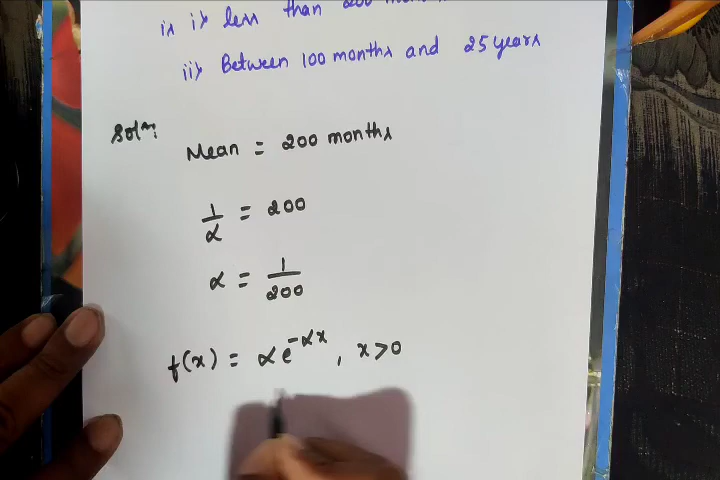 is i> less than 200
ii> Between 100 months and 25 years
Soln:
Mean = 200 months
1/α = 200
α = 1/200
f(x) = αe^-αx, x>0